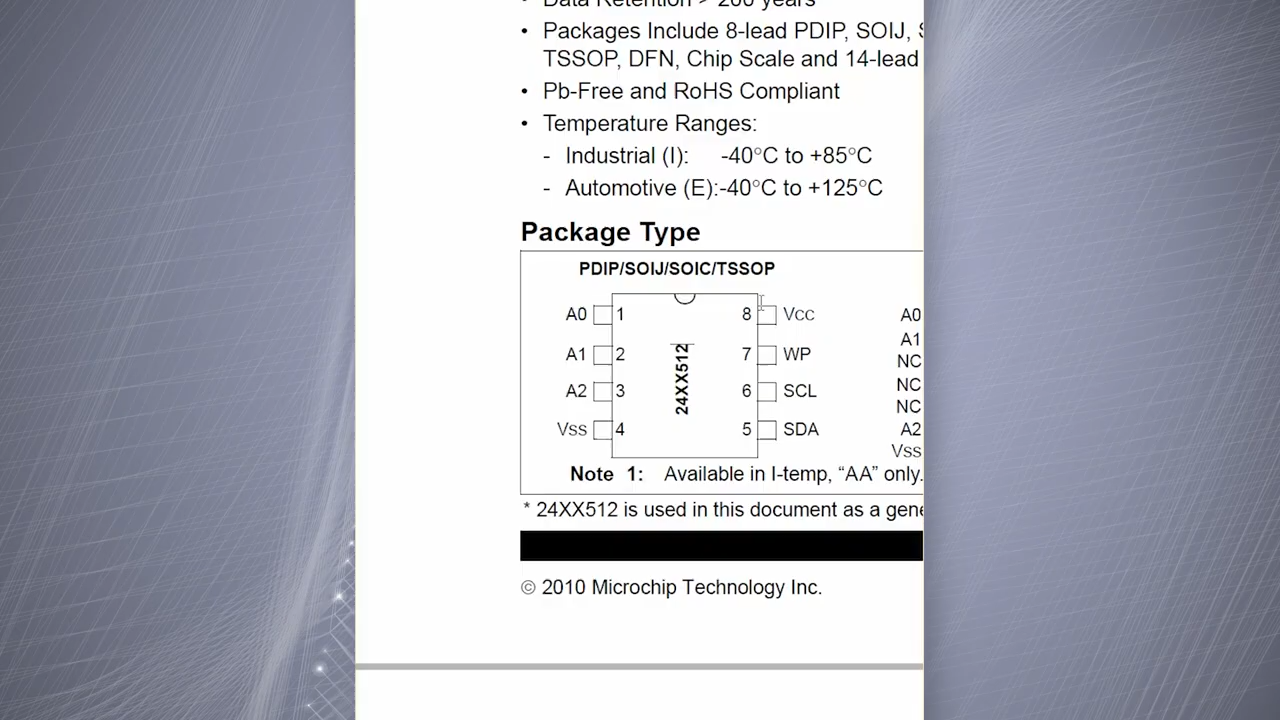 Data Retention > 200 years
• Packages Include 8-lead PDIP, SOIJ,
TSSOP, DFN, Chip Scale and 14-lead
• Pb-Free and RoHS Compliant
• Temperature Ranges:
- Industrial (I): -40°C to +85°C
- Automotive (E):-40°C to +125°C
Package Type
PDIP/SOIJ/SOIC/TSSOP
A0 1 8 Vcc A0
A1 2 7 WP A1
NC
A2 3 6 SCL NC
NC
Vss 4 5 SDA A2
Vss
24XX512
Note 1: Available in I-temp, “AA” only.
* 24XX512 is used in this document as a
© 2010 Microchip Technology Inc.